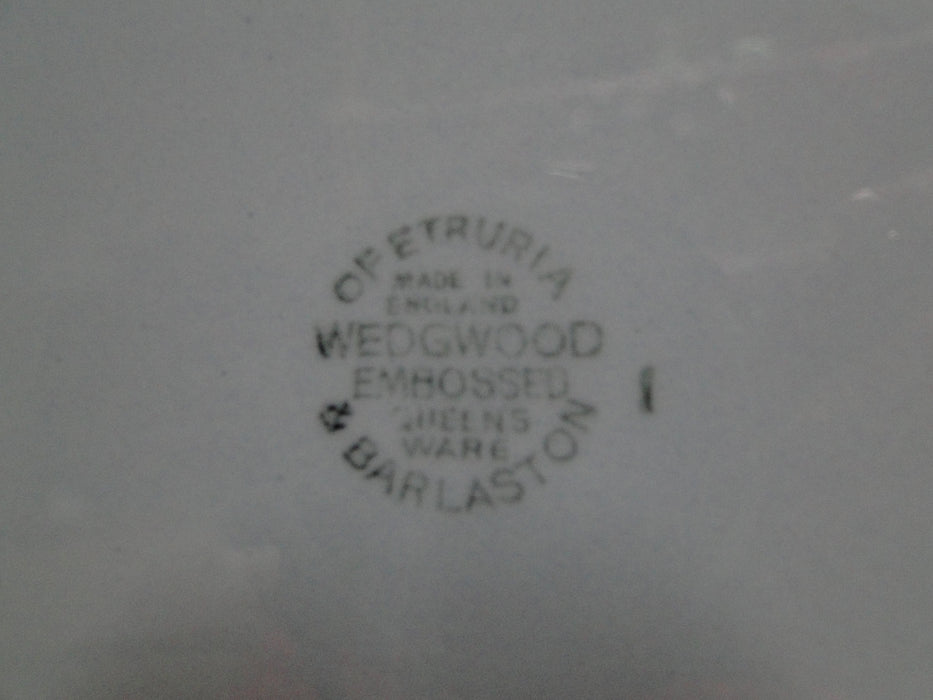 OF ETRURIA
MADE IN
ENGLAND
WEDGWOOD
EMBOSSED
QUEENS
WARE
& BARLASTON
I